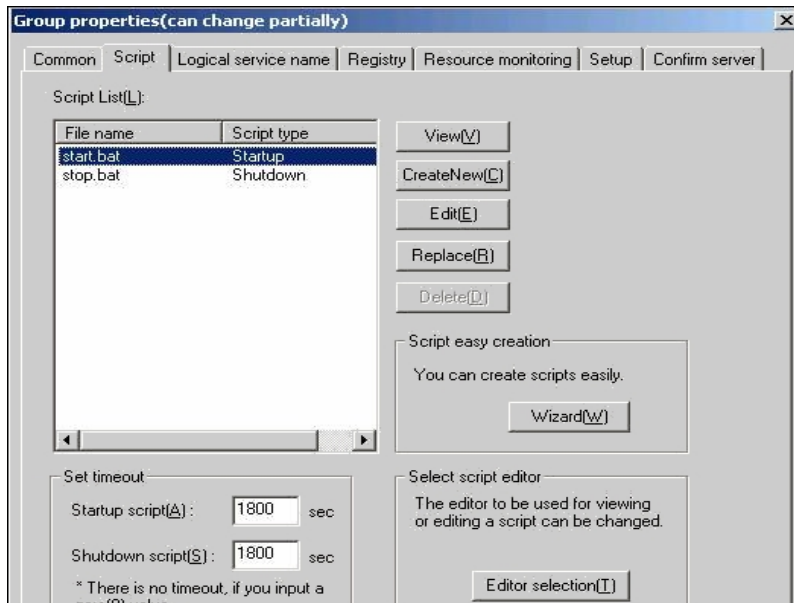 Group properties(can change partially)
Common Script Logical service name Registry Resource monitoring Setup Confirm server
Script List(L):
File name Script type
start.bat Startup
stop.bat Shutdown
View(V)
CreateNew(C)
Edit(E)
Replace(R)
Delete(D)
Script easy creation
You can create scripts easily.
Wizard(W)
Set timeout
Startup script(A) : 1800 sec
Shutdown script(S) : 1800 sec
* There is no timeout, if you input a
Select script editor
The editor to be used for viewing
or editing a script can be changed.
Editor selection(T)